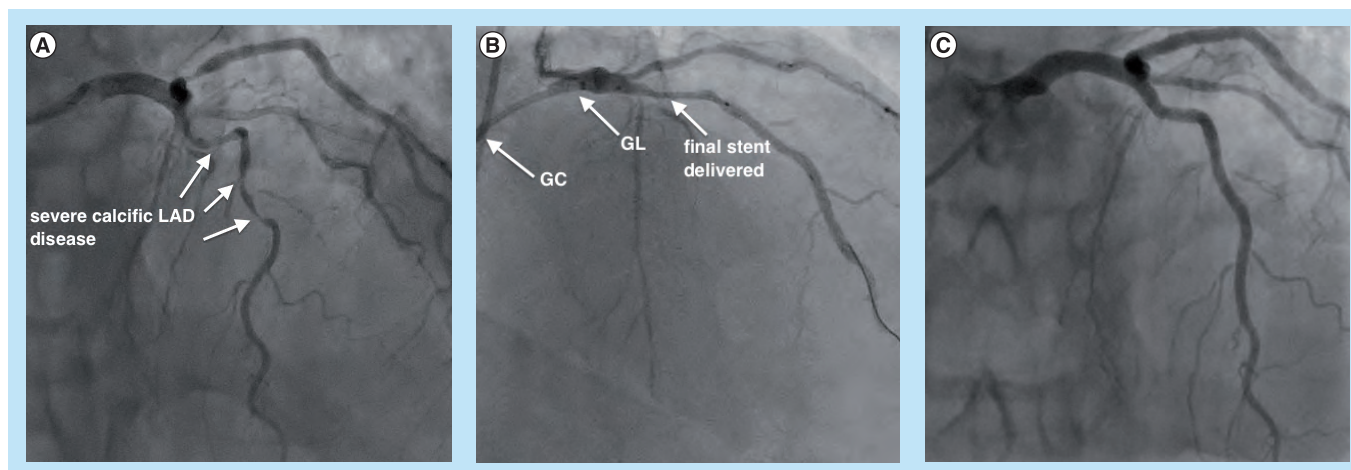 A
severe calcific LAD
disease
B
GC
GL
final stent
delivered
C